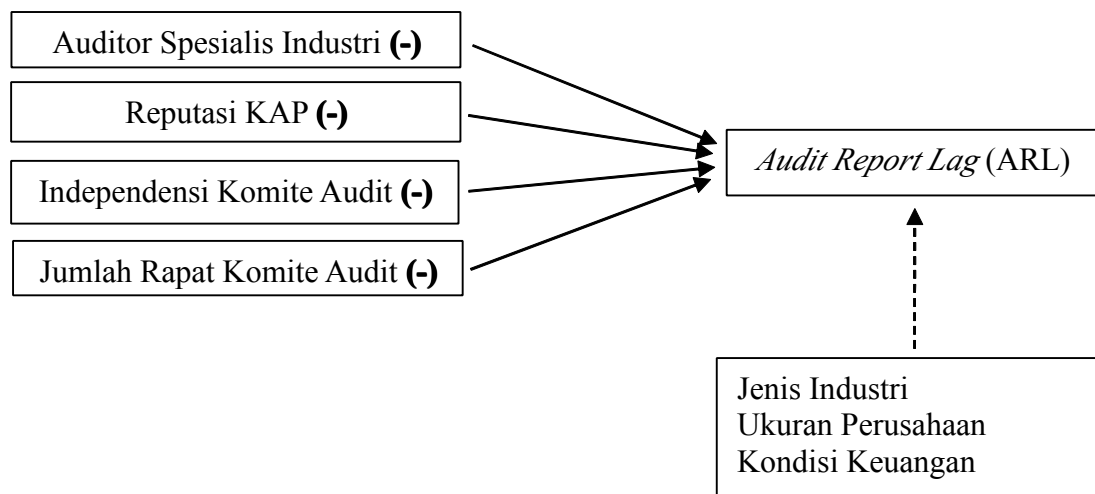 Auditor Spesialis Industri (-)
Reputasi KAP (-)
Independensi Komite Audit (-)
Jumlah Rapat Komite Audit (-)
Audit Report Lag (ARL)
Jenis Industri
Ukuran Perusahaan
Kondisi Keuangan